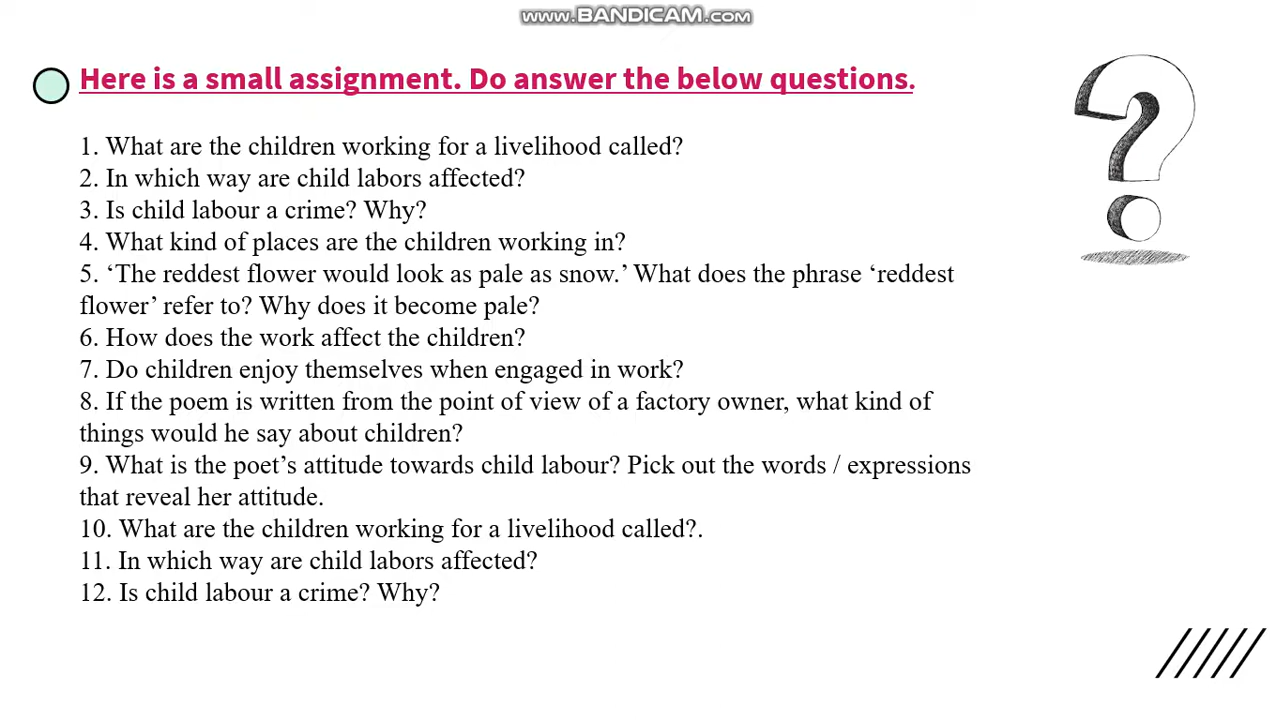 www.BANDICAM.com
Here is a small assignment. Do answer the below questions.
1. What are the children working for a livelihood called?
2. In which way are child labors affected?
3. Is child labour a crime? Why?
4. What kind of places are the children working in?
5. ‘The reddest flower would look as pale as snow.’ What does the phrase ‘reddest
flower’ refer to? Why does it become pale?
6. How does the work affect the children?
7. Do children enjoy themselves when engaged in work?
8. If the poem is written from the point of view of a factory owner, what kind of
things would he say about children?
9. What is the poet’s attitude towards child labour? Pick out the words / expressions
that reveal her attitude.
10. What are the children working for a livelihood called?.
11. In which way are child labors affected?
12. Is child labour a crime? Why?